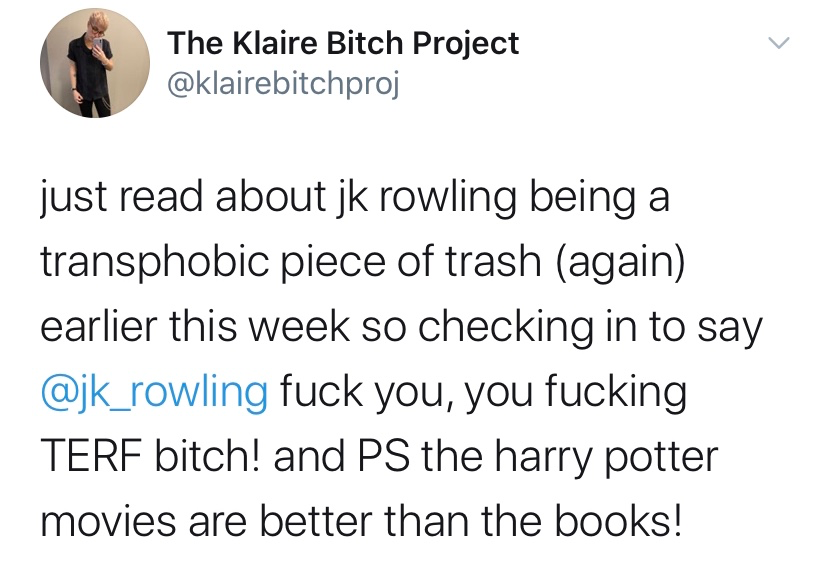 The Klaire Bitch Project
@klairebitchproj
just read about jk rowling being a
transphobic piece of trash (again)
earlier this week so checking in to say
@jk_rowling fuck you, you fucking
TERF bitch! and PS the harry potter
movies are better than the books!